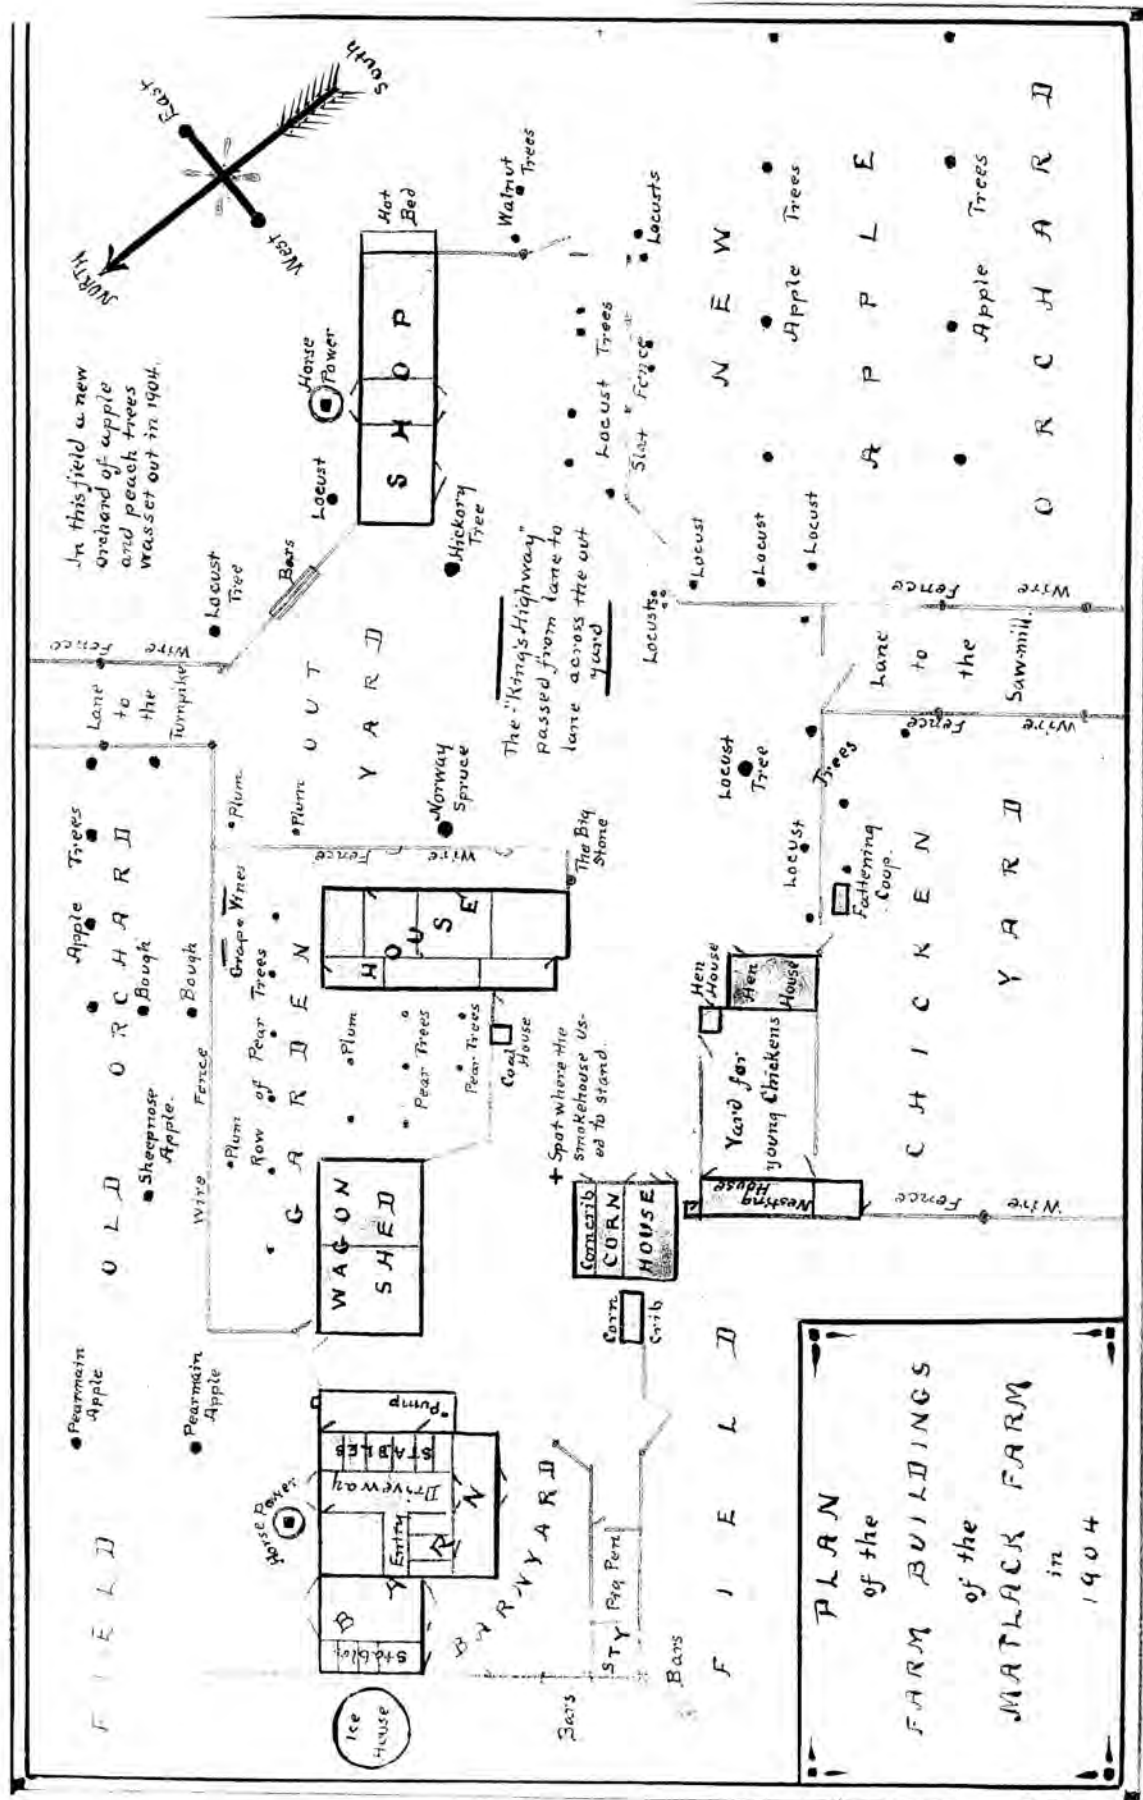 PLAN
of the
FARM BUILDINGS
of the
MATLACK FARM
in
1904
FIELD
Pearmain
Apple
Pearmain
Apple
OLD ORCHARD
Sheepnose
Apple.
Bough
Bough
Apple Trees
Lane
to
the
Turnpike
Wire Fence
Wire Fence
Locust
Tree
Bars
In this field a new
orchard of apple
and peach trees
was set out in 1904.
NORTH
East
West
South
Horse Power
Ice
House
Stables
BARN
Entry
Driveway
STABLES
Pump
WAGON
SHED
GARDEN
Plum
Row of Pear Trees
Grape Vines
Plum
Plum
Plum
Pear Trees
Pear Trees
Coal
House
HOUSE
Wire Fence
Norway
Spruce
The Big
Stone
OUT
YARD
Locust
Horse
Power
SHOP
Hot
Bed
Hickory
Tree
Walnut
Trees
The "King's Highway"
passed from lane to
lane across the out
yard
Locust Trees
Slat Fence
Locusts
Locusts
Locust
Locust
Locust
BARNYARD
Bars
STY
Pig Pen
Bars
Corn
Crib
Corncrib
CORN
HOUSE
+ Spot where the
smokehouse us-
ed to stand.
FIELD
Nesting
House
Yard for
young Chickens
Hen
House
Hen
House
Fattening
Coop.
Locust
Trees
Locust
Tree
CHICKEN
YARD
Wire Fence
Wire Fence
Lane
to
the
Sawmill.
Wire Fence
NEW
APPLE
ORCHARD
Apple Trees
Apple Trees